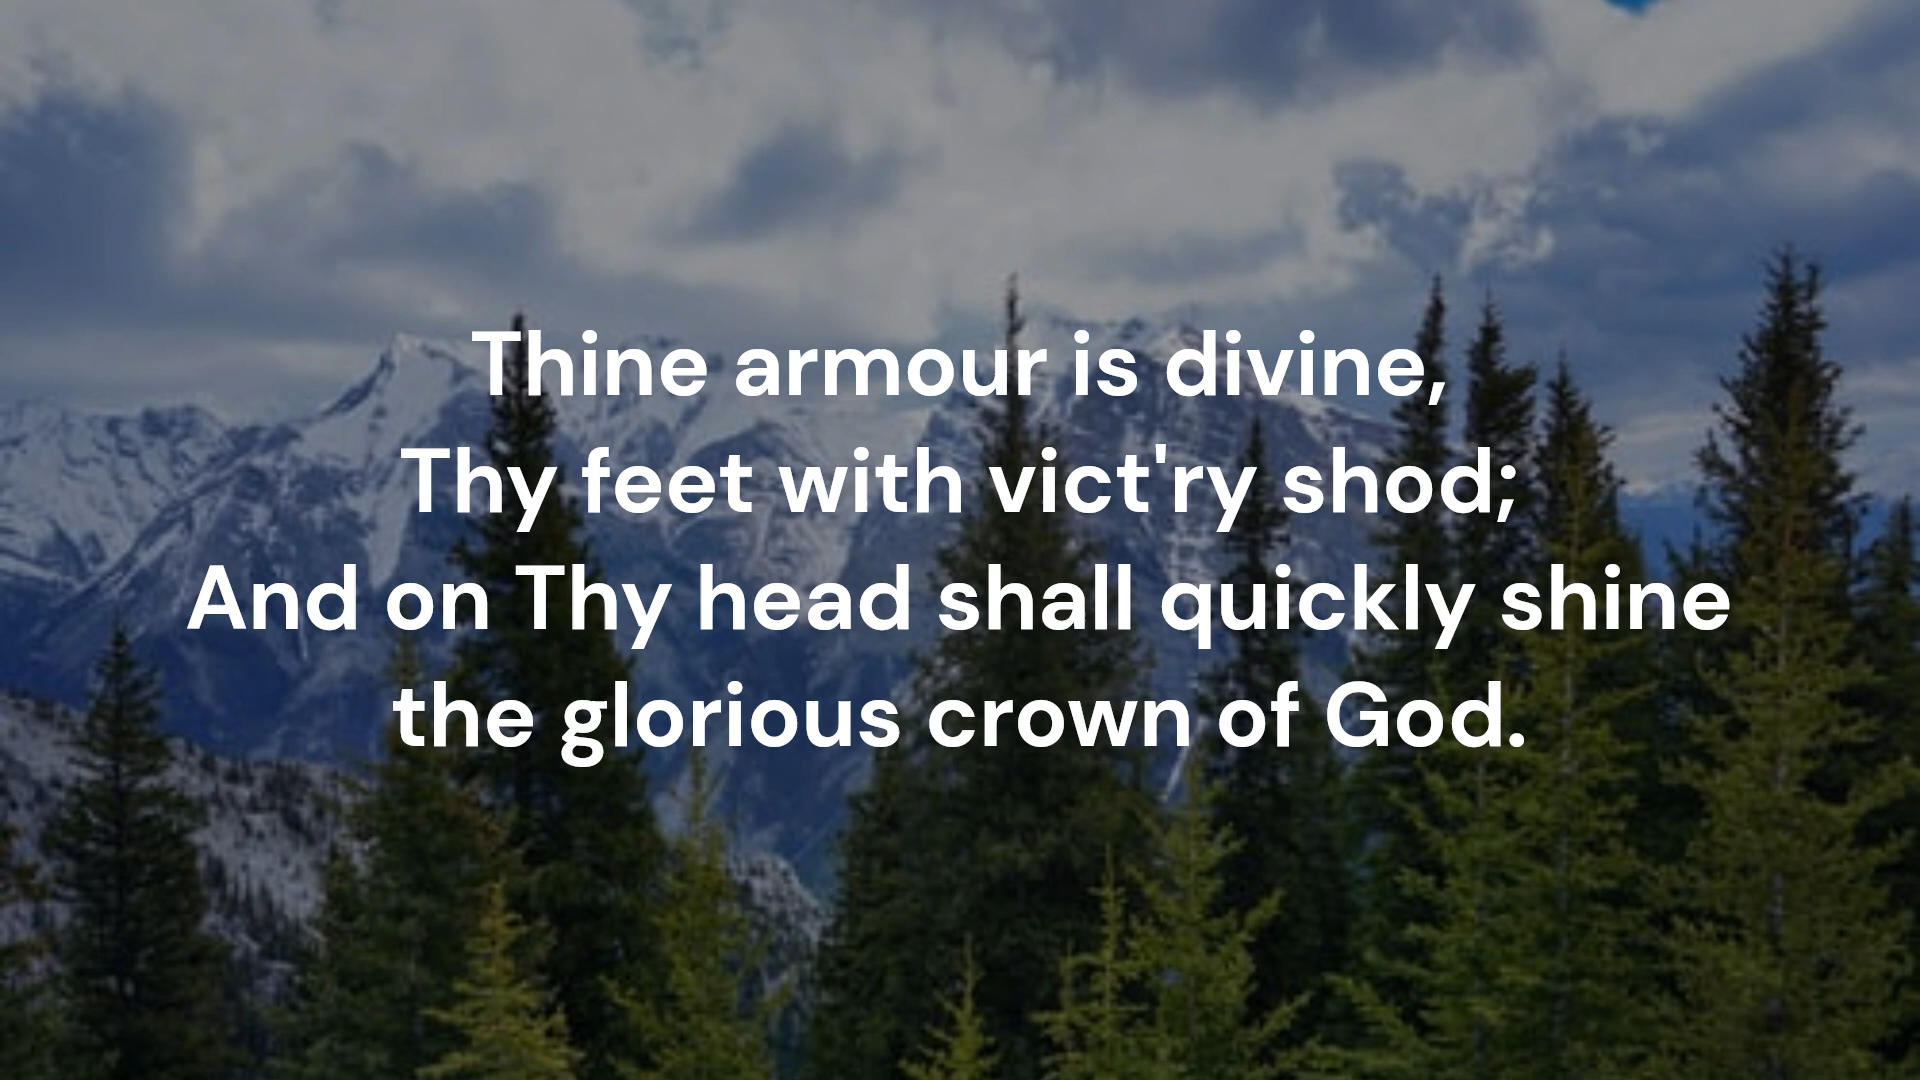 Thine armour is divine,
Thy feet with vict'ry shod;
And on Thy head shall quickly shine
the glorious crown of God.